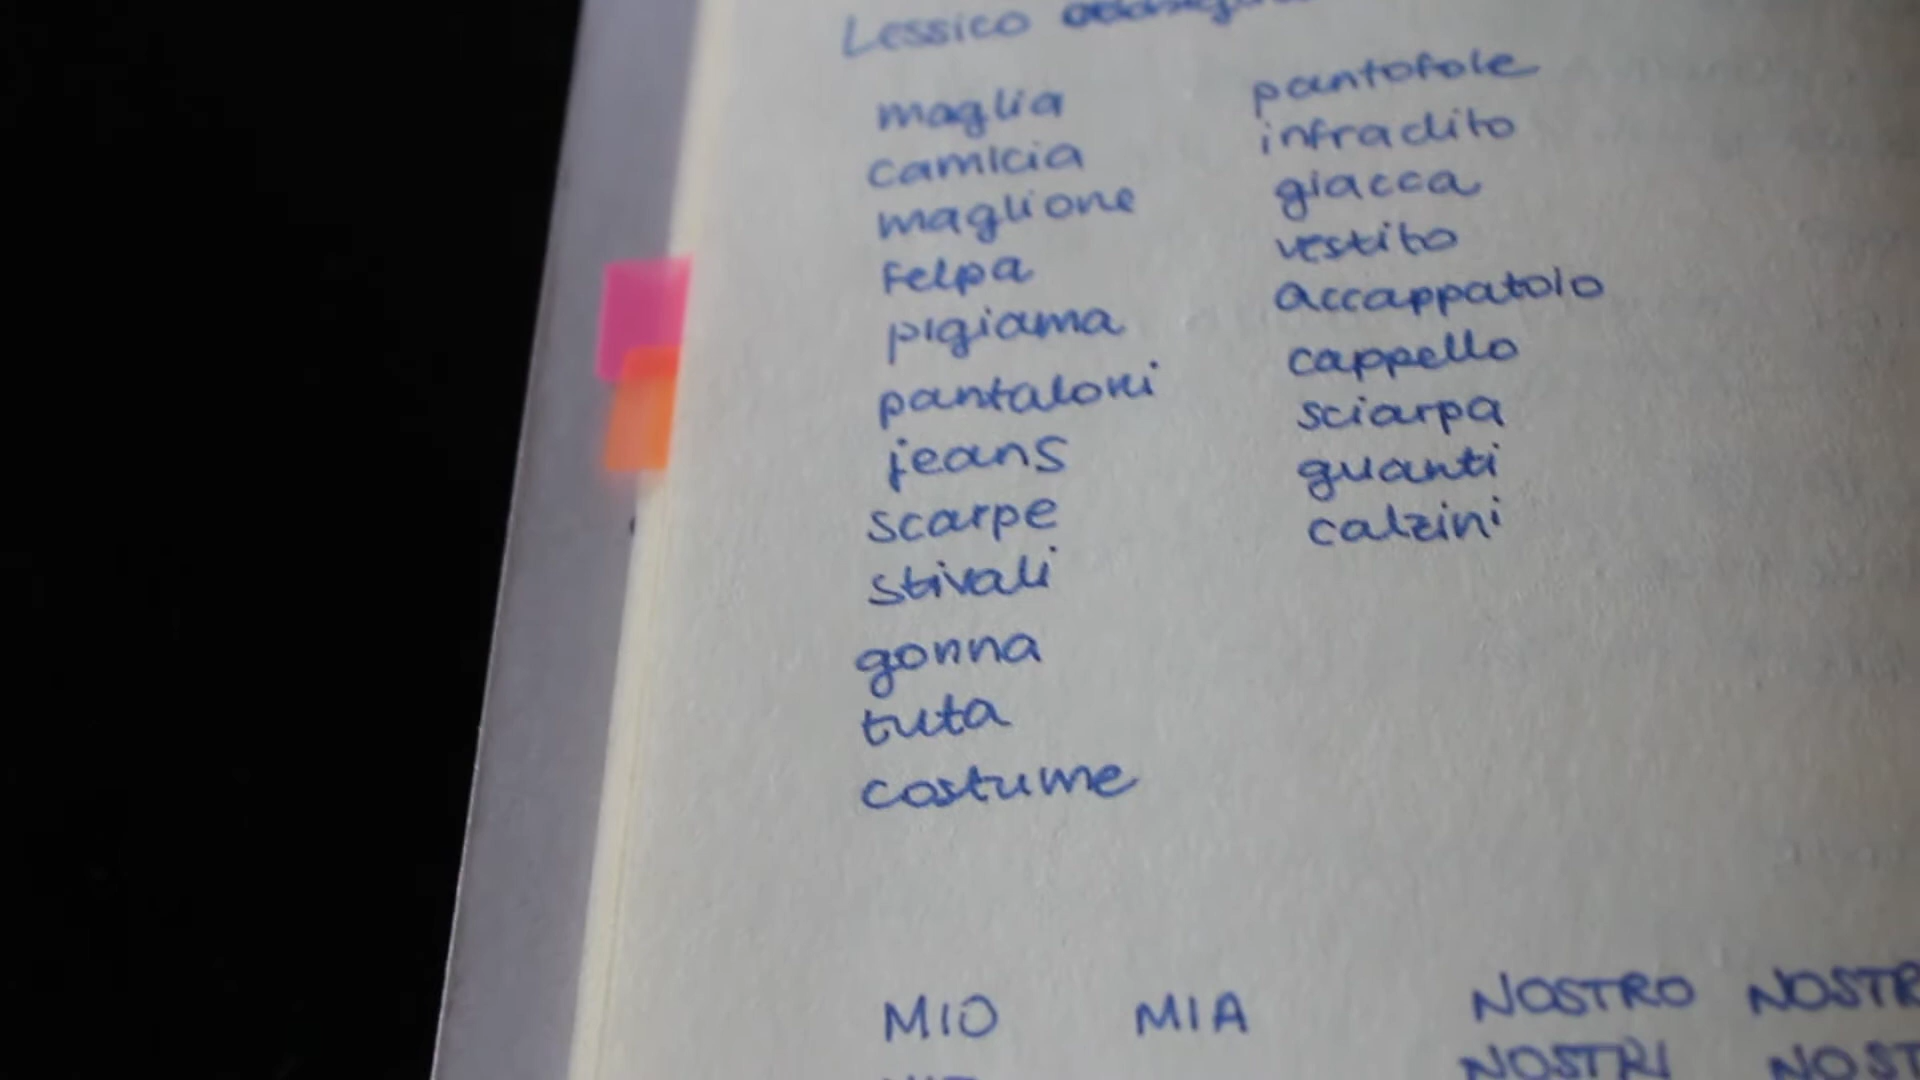 Lessico
maglia
camicia
maglione
felpa
pigiama
pantaloni
jeans
scarpe
stivali
gonna
tuta
costume
pantofole
infradito
giacca
vestito
accappatoio
cappello
sciarpa
guanti
calzini
MIO MIA NOSTRO
NOSTRI